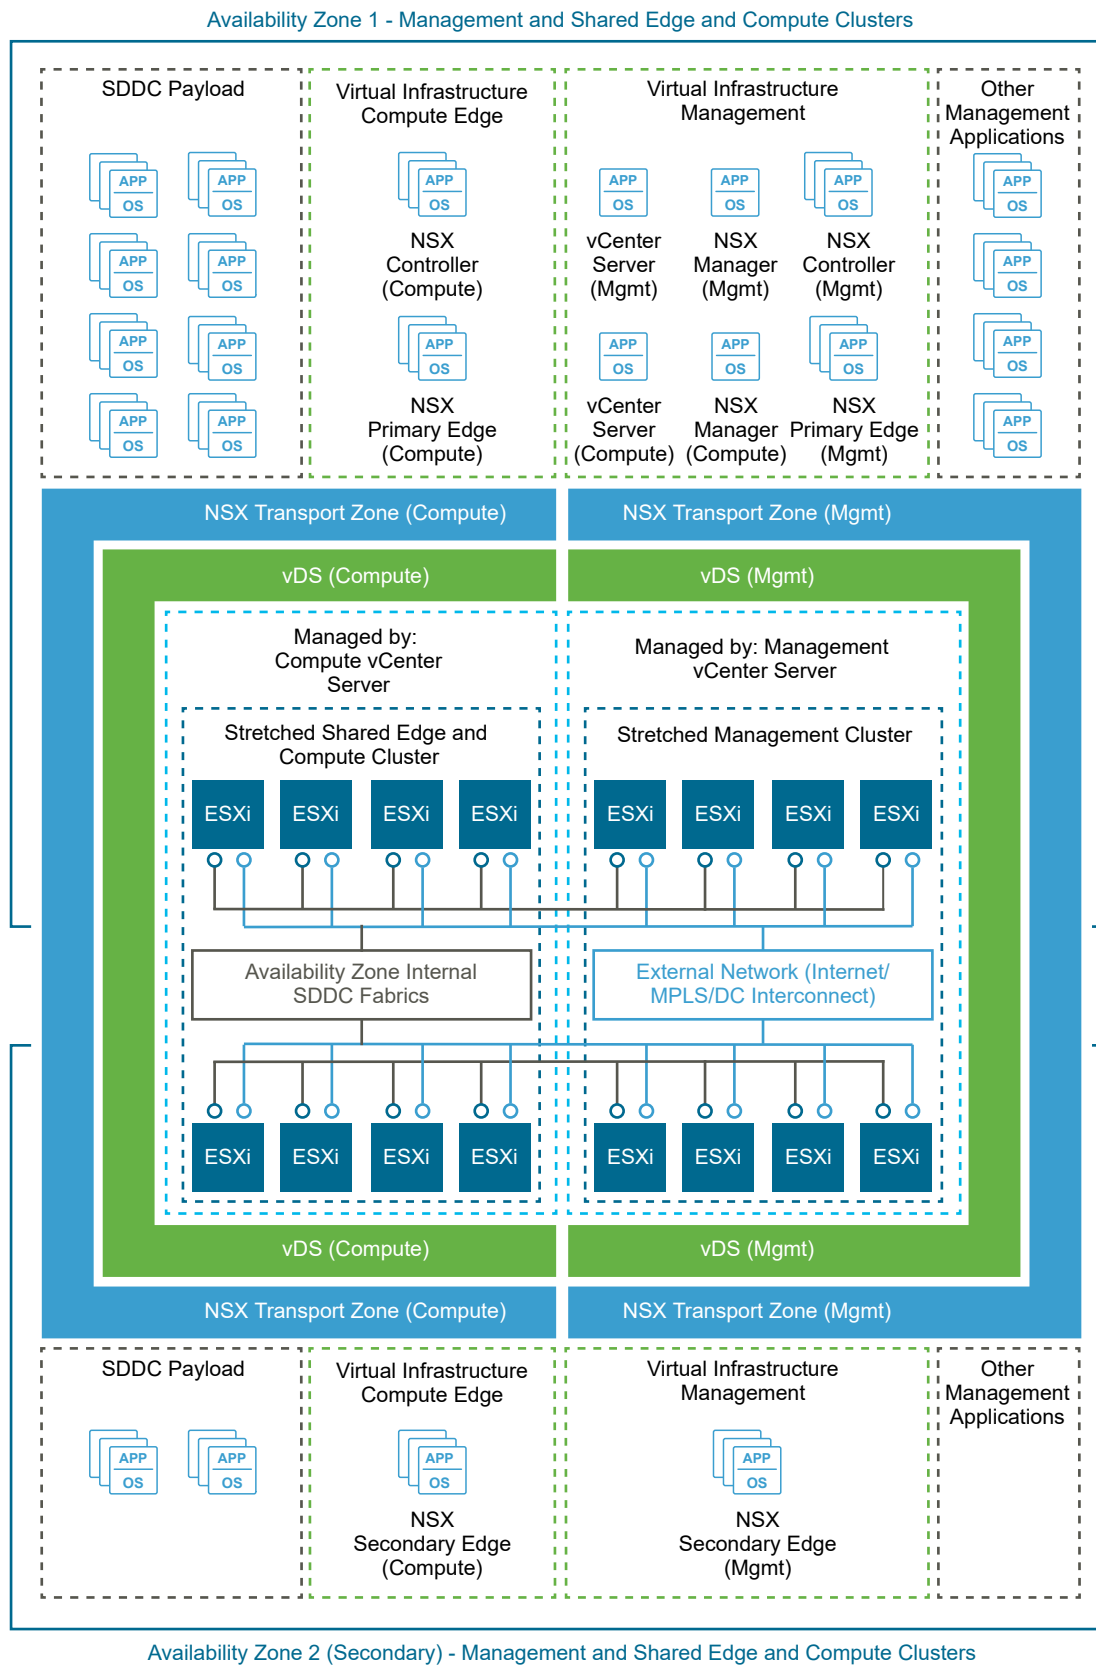 Availability Zone 1 - Management and Shared Edge and Compute Clusters
SDDC Payload
APP
OS
APP
OS
APP
OS
APP
OS
APP
OS
APP
OS
APP
OS
APP
OS
Virtual Infrastructure
Compute Edge
APP
OS
NSX
Controller
(Compute)
APP
OS
NSX
Primary Edge
(Compute)
Virtual Infrastructure
Management
APP
OS
vCenter
Server
(Mgmt)
APP
OS
NSX
Manager
(Mgmt)
APP
OS
NSX
Controller
(Mgmt)
APP
OS
vCenter
Server
(Compute)
APP
OS
NSX
Manager
(Compute)
APP
OS
NSX
Primary Edge
(Mgmt)
Other
Management
Applications
APP
OS
APP
OS
APP
OS
APP
OS
NSX Transport Zone (Compute)
NSX Transport Zone (Mgmt)
vDS (Compute)
vDS (Mgmt)
Managed by:
Compute vCenter
Server
Managed by: Management
vCenter Server
Stretched Shared Edge and
Compute Cluster
Stretched Management Cluster
ESXi
ESXi
ESXi
ESXi
ESXi
ESXi
ESXi
ESXi
Availability Zone Internal
SDDC Fabrics
External Network (Internet/
MPLS/DC Interconnect)
ESXi
ESXi
ESXi
ESXi
ESXi
ESXi
ESXi
ESXi
vDS (Compute)
vDS (Mgmt)
NSX Transport Zone (Compute)
NSX Transport Zone (Mgmt)
SDDC Payload
APP
OS
APP
OS
Virtual Infrastructure
Compute Edge
APP
OS
NSX
Secondary Edge
(Compute)
Virtual Infrastructure
Management
APP
OS
NSX
Secondary Edge
(Mgmt)
Other
Management
Applications
Availability Zone 2 (Secondary) - Management and Shared Edge and Compute Clusters